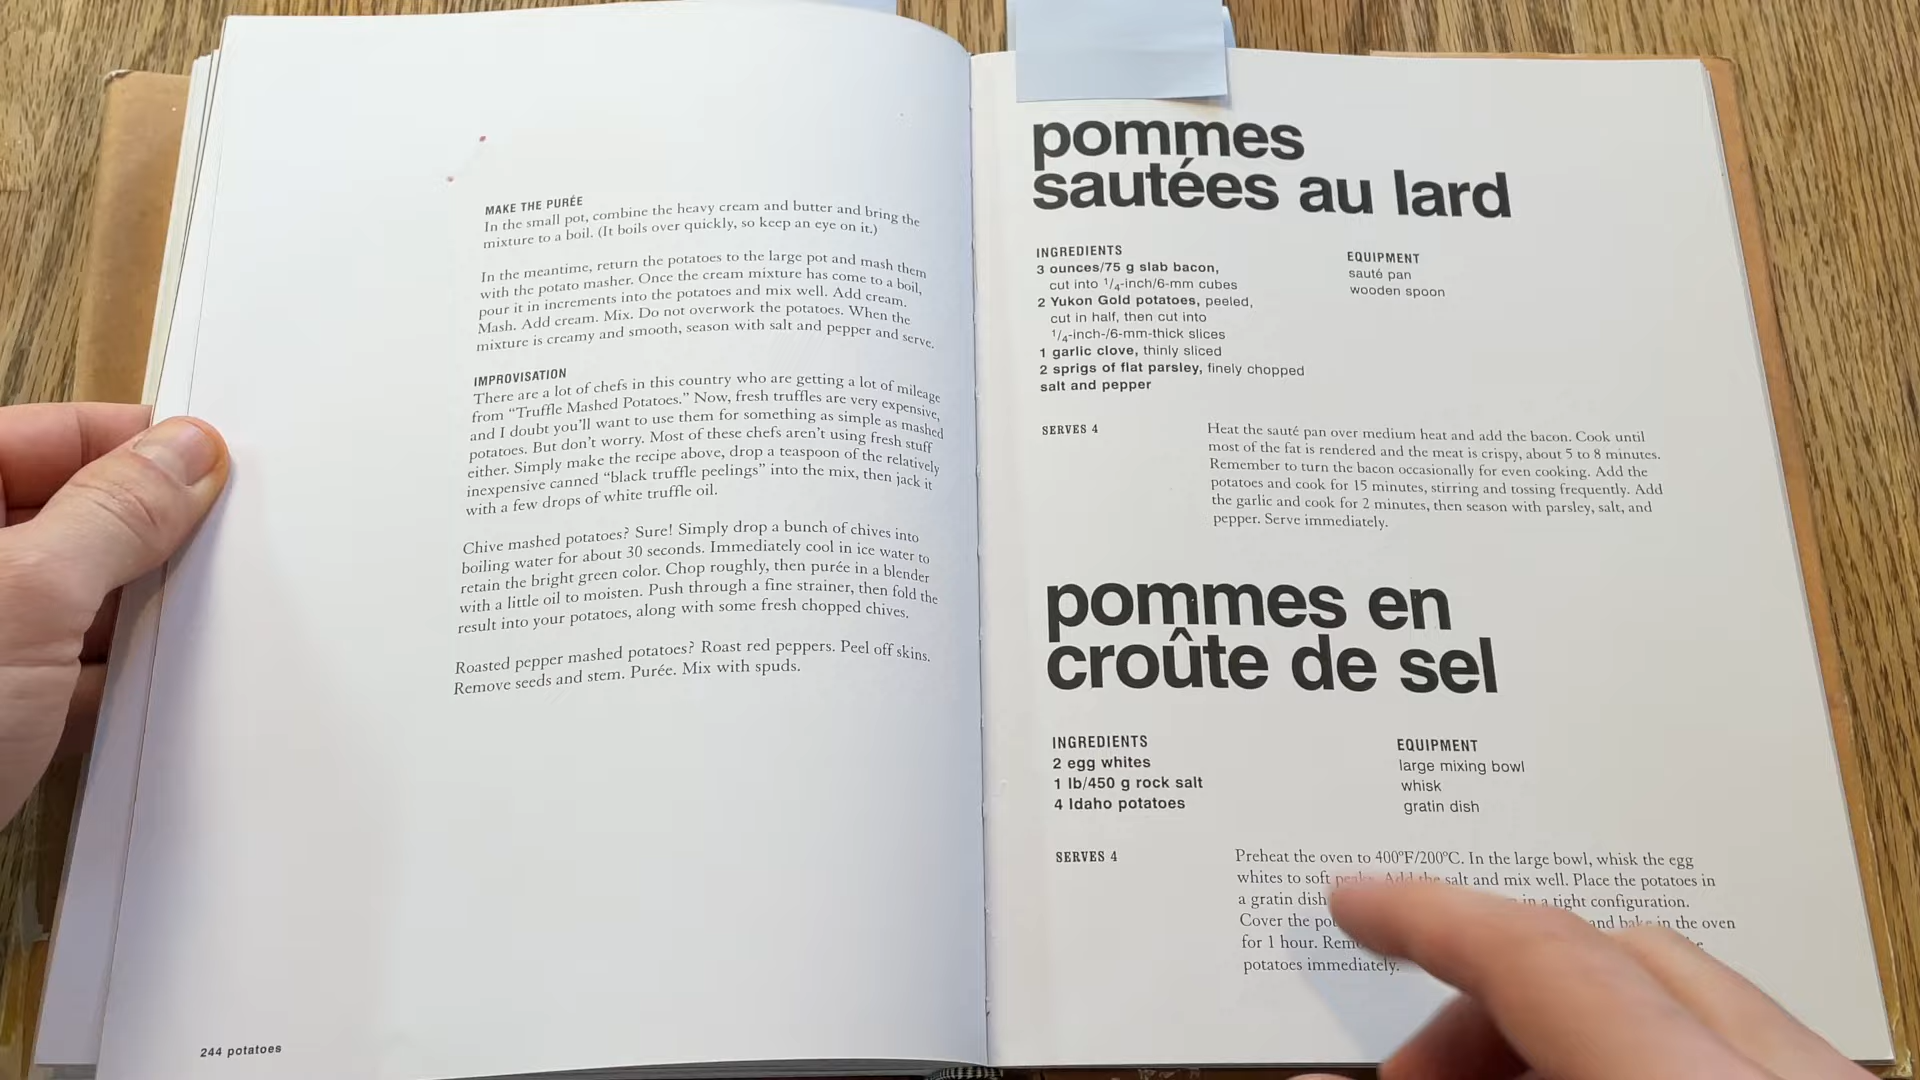 MAKE THE PURÉE
In the small pot, combine the heavy cream and butter and bring the
mixture to a boil. (It boils over quickly, so keep an eye on it.)
In the meantime, return the potatoes to the large pot and mash them
with the potato masher. Once the cream mixture has come to a boil,
pour it in increments into the potatoes and mix well. Add cream.
Mash. Add cream. Mix. Do not overwork the potatoes. When the
mixture is creamy and smooth, season with salt and pepper and serve.
IMPROVISATION
There are a lot of chefs in this country who are getting a lot of mileage
from “Truffle Mashed Potatoes.” Now, fresh truffles are very expensive,
and I doubt you’ll want to use them for something as simple as mashed
potatoes. But don’t worry. Most of these chefs aren’t using fresh stuff
either. Simply make the recipe above, drop a teaspoon of the relatively
inexpensive canned “black truffle peelings” into the mix, then jack it
with a few drops of white truffle oil.
Chive mashed potatoes? Sure! Simply drop a bunch of chives into
boiling water for about 30 seconds. Immediately cool in ice water to
retain the bright green color. Chop roughly, then purée in a blender
with a little oil to moisten. Push through a fine strainer, then fold the
result into your potatoes, along with some fresh chopped chives.
Roasted pepper mashed potatoes? Roast red peppers. Peel off skins.
Remove seeds and stem. Purée. Mix with spuds.
244 potatoes
pommes
sautées au lard
INGREDIENTS
3 ounces/75 g slab bacon,
cut into 1/4-inch/6-mm cubes
2 Yukon Gold potatoes, peeled,
cut in half, then cut into
1/4-inch-/6-mm-thick slices
1 garlic clove, thinly sliced
2 sprigs of flat parsley, finely chopped
salt and pepper
EQUIPMENT
sauté pan
wooden spoon
SERVES 4
Heat the sauté pan over medium heat and add the bacon. Cook until
most of the fat is rendered and the meat is crispy, about 5 to 8 minutes.
Remember to turn the bacon occasionally for even cooking. Add the
potatoes and cook for 15 minutes, stirring and tossing frequently. Add
the garlic and cook for 2 minutes, then season with parsley, salt, and
pepper. Serve immediately.
pommes en
croûte de sel
INGREDIENTS
2 egg whites
1 lb/450 g rock salt
4 Idaho potatoes
EQUIPMENT
large mixing bowl
whisk
gratin dish
SERVES 4
Preheat the oven to 400ºF/200ºC. In the large bowl, whisk the egg
whites to soft peaks. Add the salt and mix well. Place the potatoes in
a gratin dish in a tight configuration.
Cover the and bake in the oven
for 1 hour.
potatoes immediately.